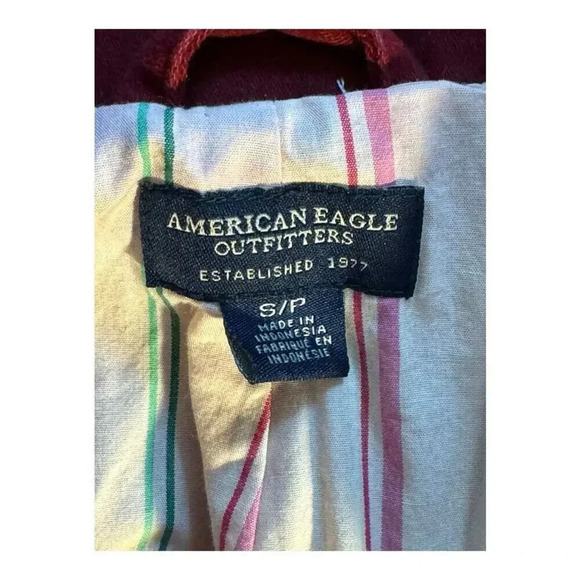 AMERICAN EAGLE
OUTFITTERS
ESTABLISHED 1977
S/P
MADE IN
INDONESIA
FABRIQUÉ EN
INDONÉSIE